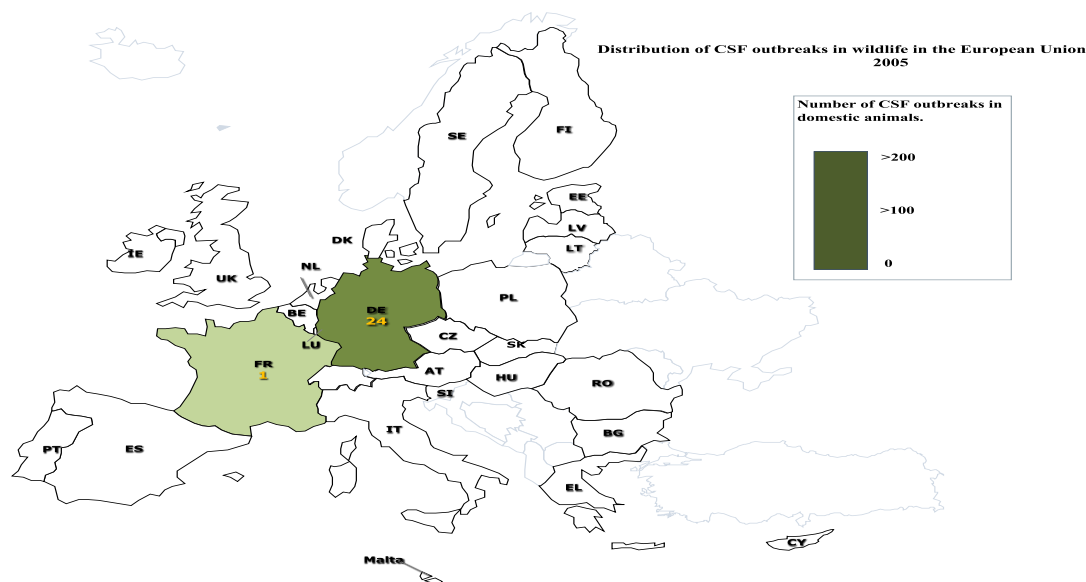 Distribution of CSF outbreaks in wildlife in the European Union
2005
Number of CSF outbreaks in
domestic animals.
>200
>100
0
SE
FI
EE
LV
LT
DK
IE
NL
UK
PL
BE
DE
24
CZ
LU
SK
FR
1
AT
HU
RO
SI
IT
BG
PT
ES
EL
CY
Malta